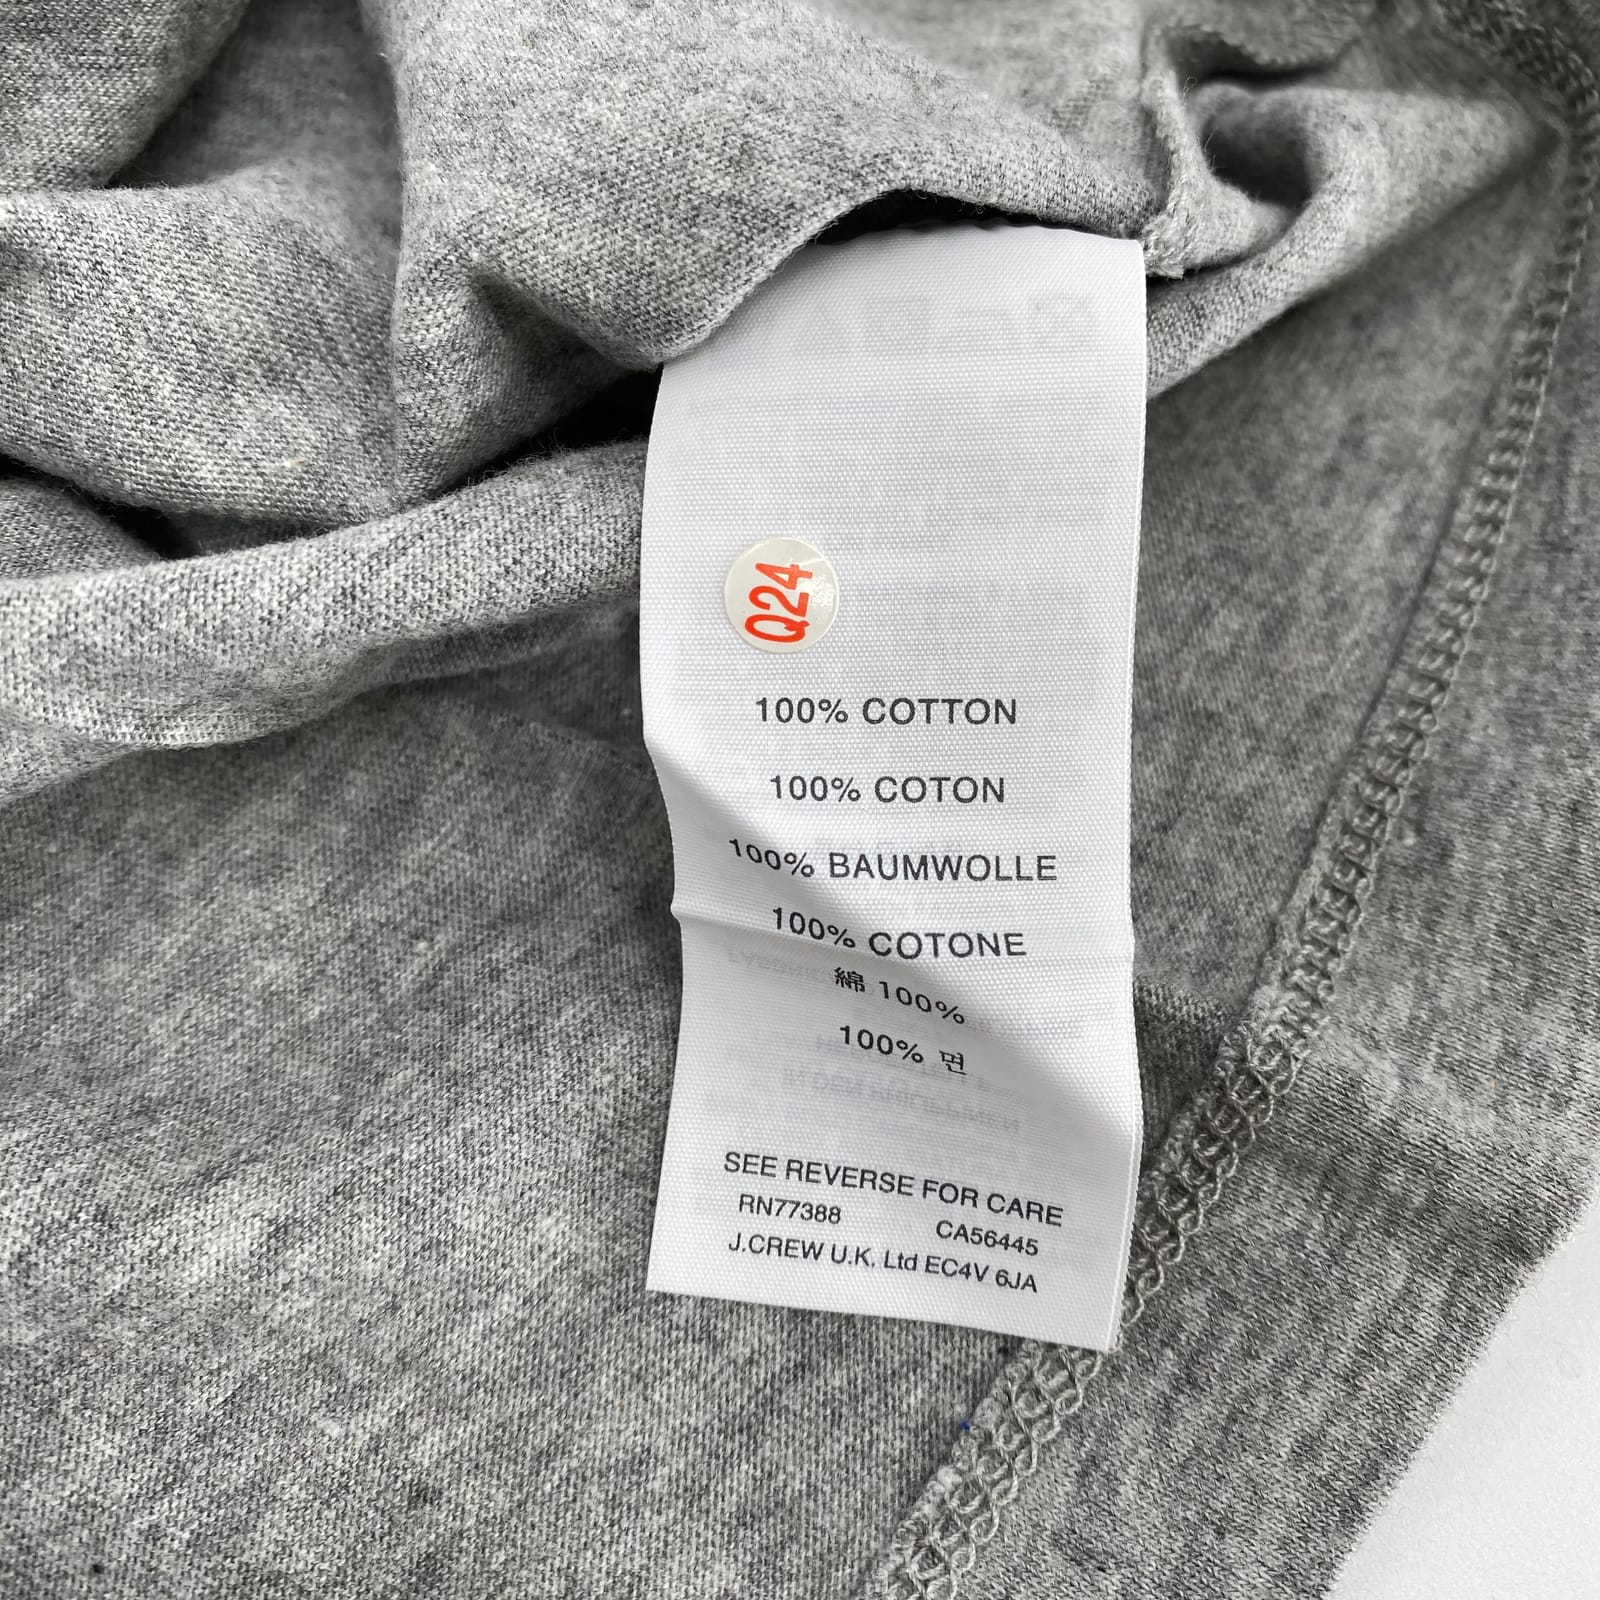 Q24
100% COTTON
100% COTON
100% BAUMWOLLE
100% COTONE
綿 100%
100% 면
SEE REVERSE FOR CARE
RN77388 CA56445
J.CREW U.K. Ltd EC4V 6JA